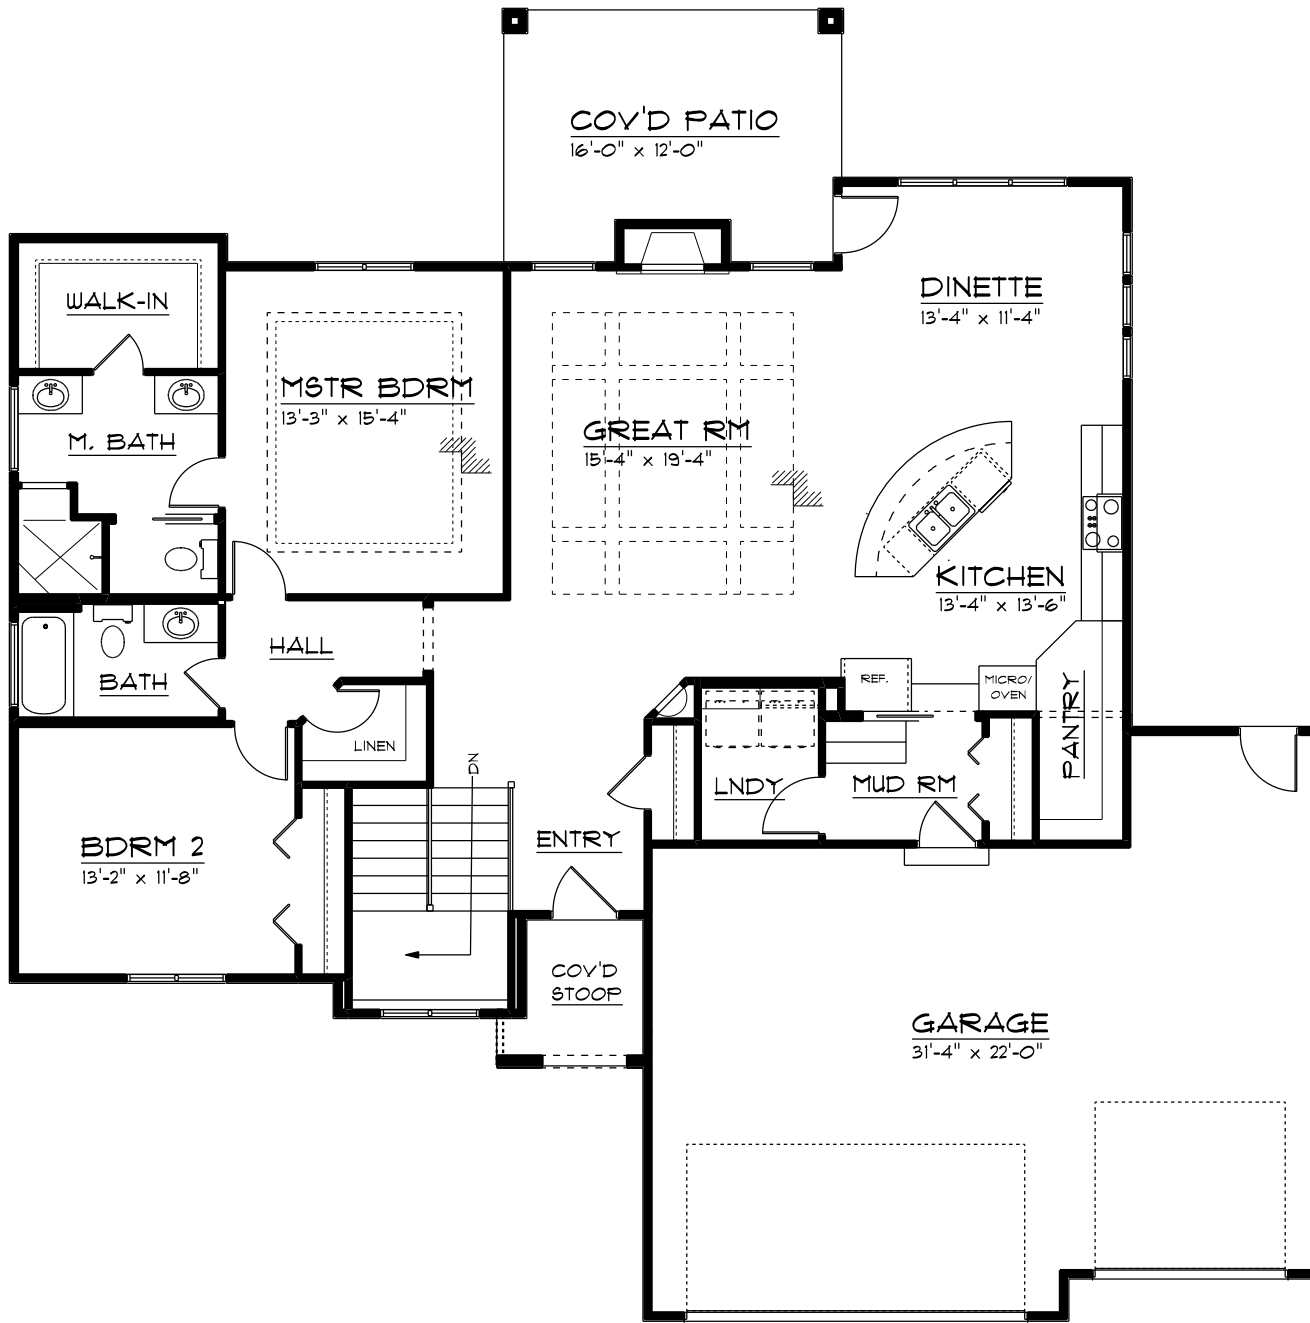 COV'D PATIO
16'-0" x 12'-0"
WALK-IN
DINETTE
13'-4" x 11'-4"
MSTR BDRM
13'-3" x 15'-4"
M. BATH
GREAT RM
15'-4" x 19'-4"
KITCHEN
13'-4" x 13'-6"
HALL
BATH
REF.
MICRO/
OVEN
PANTRY
LINEN
DN
LNDY
MUD RM
ENTRY
BDRM 2
13'-2" x 11'-8"
COV'D
STOOP
GARAGE
31'-4" x 22'-0"